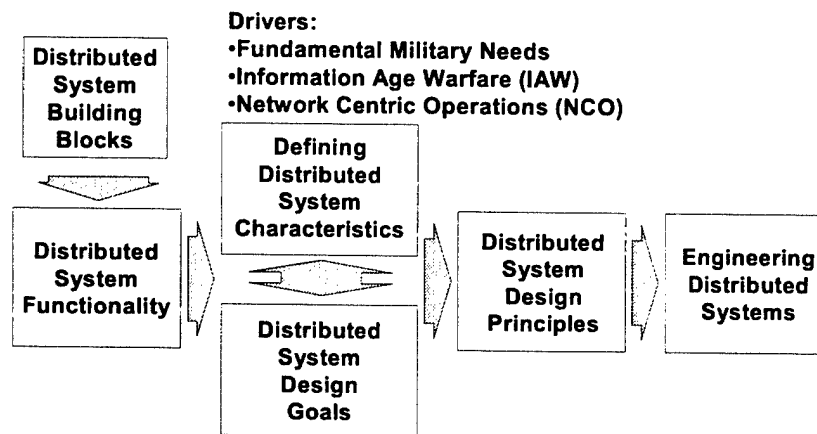 Drivers:
•Fundamental Military Needs
•Information Age Warfare (IAW)
•Network Centric Operations (NCO)
Distributed
System
Building
Blocks
Distributed
System
Functionality
Defining
Distributed
System
Characteristics
Distributed
System
Design
Goals
Distributed
System
Design
Principles
Engineering
Distributed
Systems